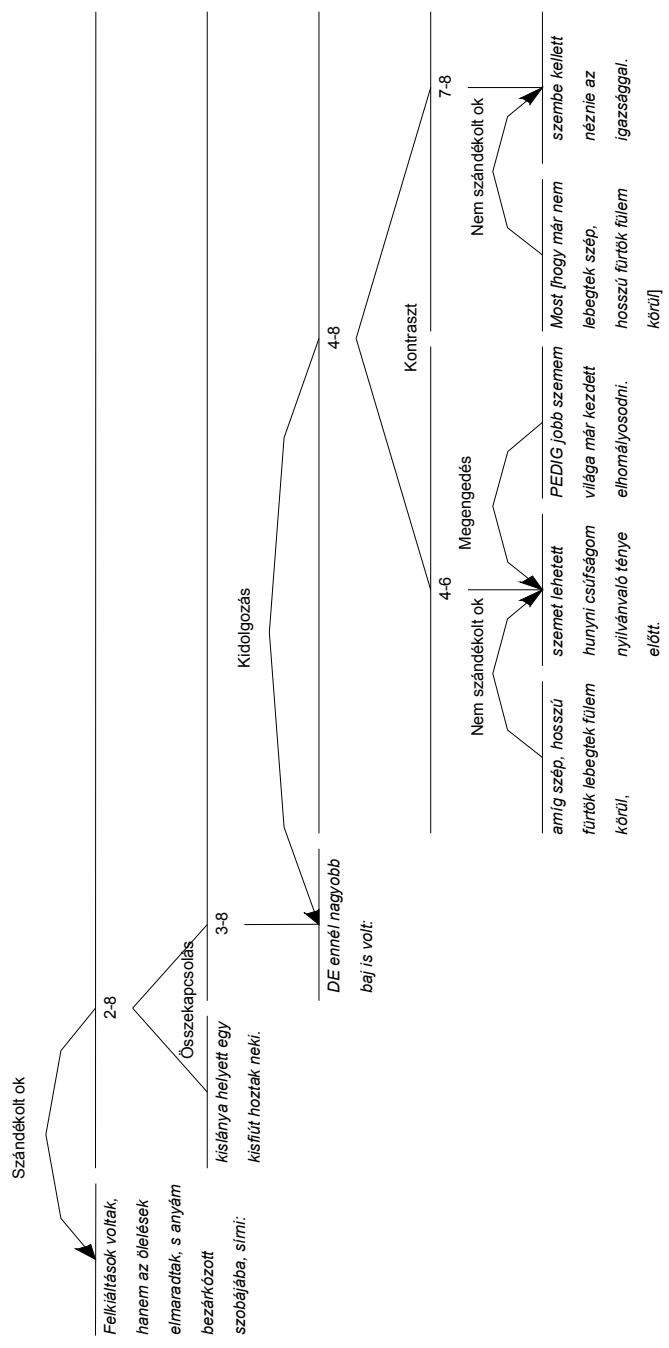 Szándékolt ok
2-8
Felkiáltások voltak,
hanem az ölelések
elmaradtak, s anyám
bezárkózott
szobájába, sírni:
Összekapcsolás
3-8
kislánya helyett egy
kisfiút hoztak neki.
Kidolgozás
4-8
DE ennél nagyobb
baj is volt:
Kontraszt
4-6
7-8
Nem szándékolt ok
Megengedés
Nem szándékolt ok
amíg szép, hosszú
fürtök lebegtek fülem
körül,
szemet lehetett
hunyni csúfságom
nyilvánvaló ténye
előtt.
PEDIG jobb szemem
világa már kezdett
elhomályosodni.
Most [hogy már nem
lebegtek szép,
hosszú fürtök fülem
körül]
szembe kellett
néznie az
igazsággal.